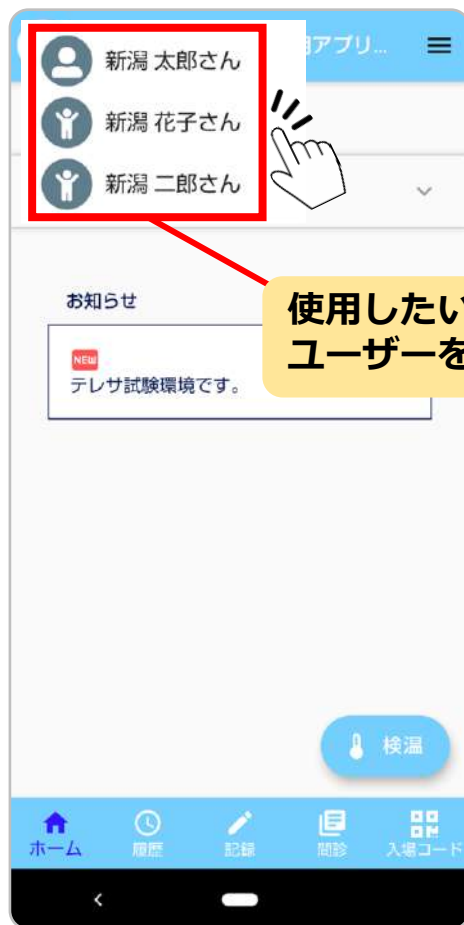 新潟 太郎さん
用アプリ...
新潟 花子さん
新潟 二郎さん
お知らせ
使用したい
ユーザーを
NEW
テレサ試験環境です。
検温
ホーム
履歴
記録
問診
入場コード